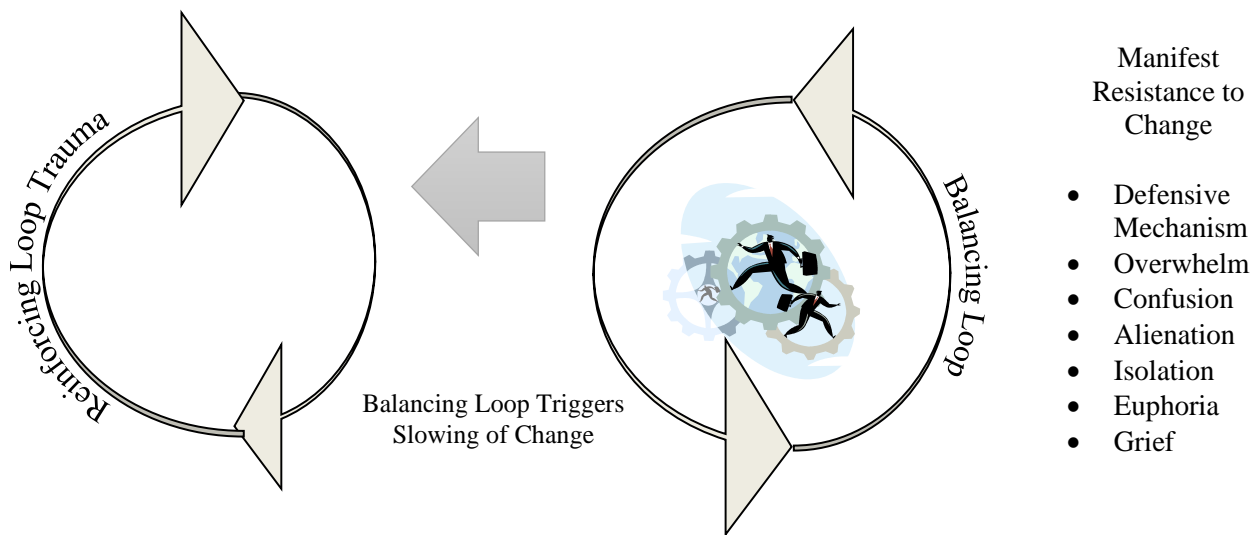 Reinforcing Loop Trauma
Balancing Loop Triggers
Slowing of Change
Balancing Loop
Manifest
Resistance to
Change
• Defensive
Mechanism
• Overwhelm
• Confusion
• Alienation
• Isolation
• Euphoria
• Grief